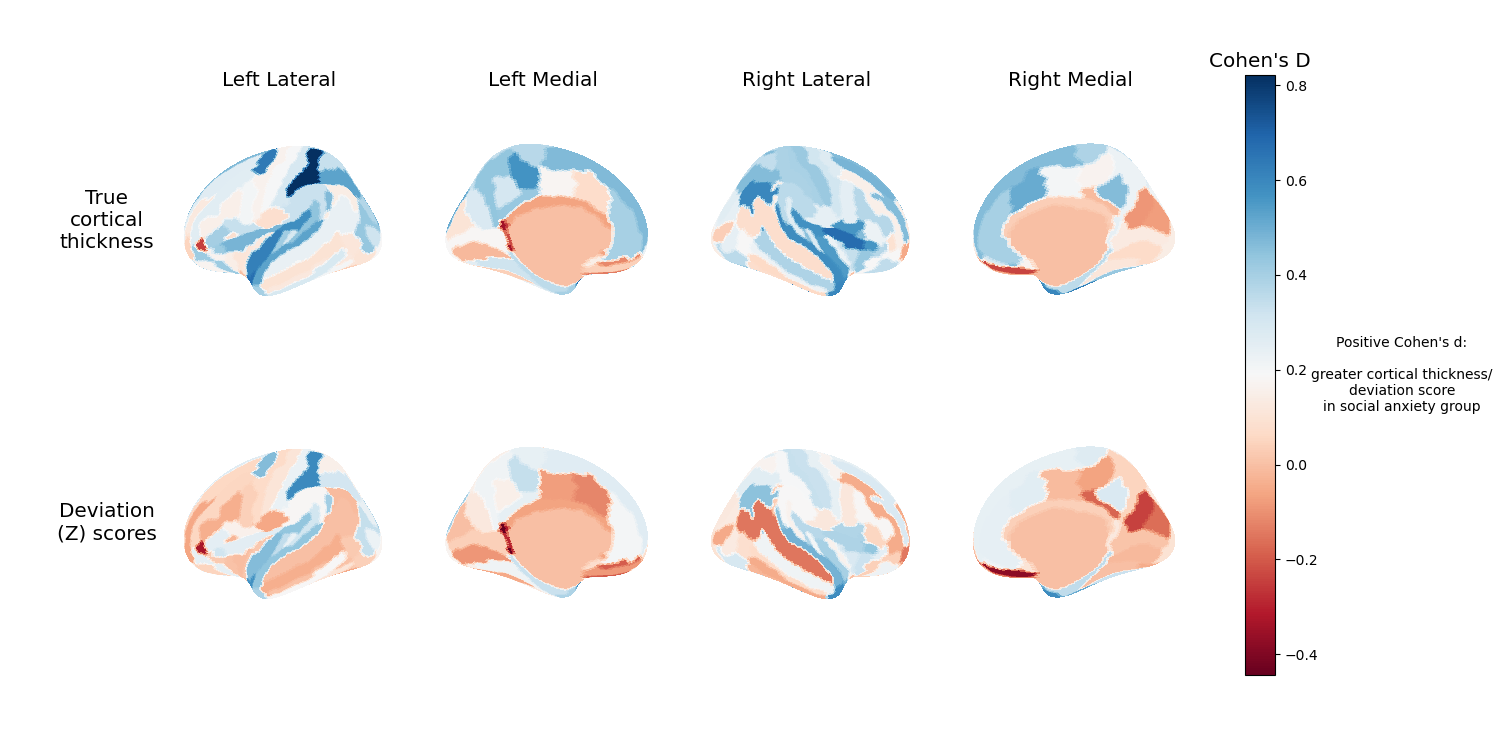 Cohen's D
Left Lateral
Left Medial
Right Lateral
Right Medial
0.8
True
cortical
thickness
0.6
0.4
Positive Cohen's d:
0.2
greater cortical thickness/
deviation score
in social anxiety group
0.0
Deviation
(Z) scores
−0.2
−0.4